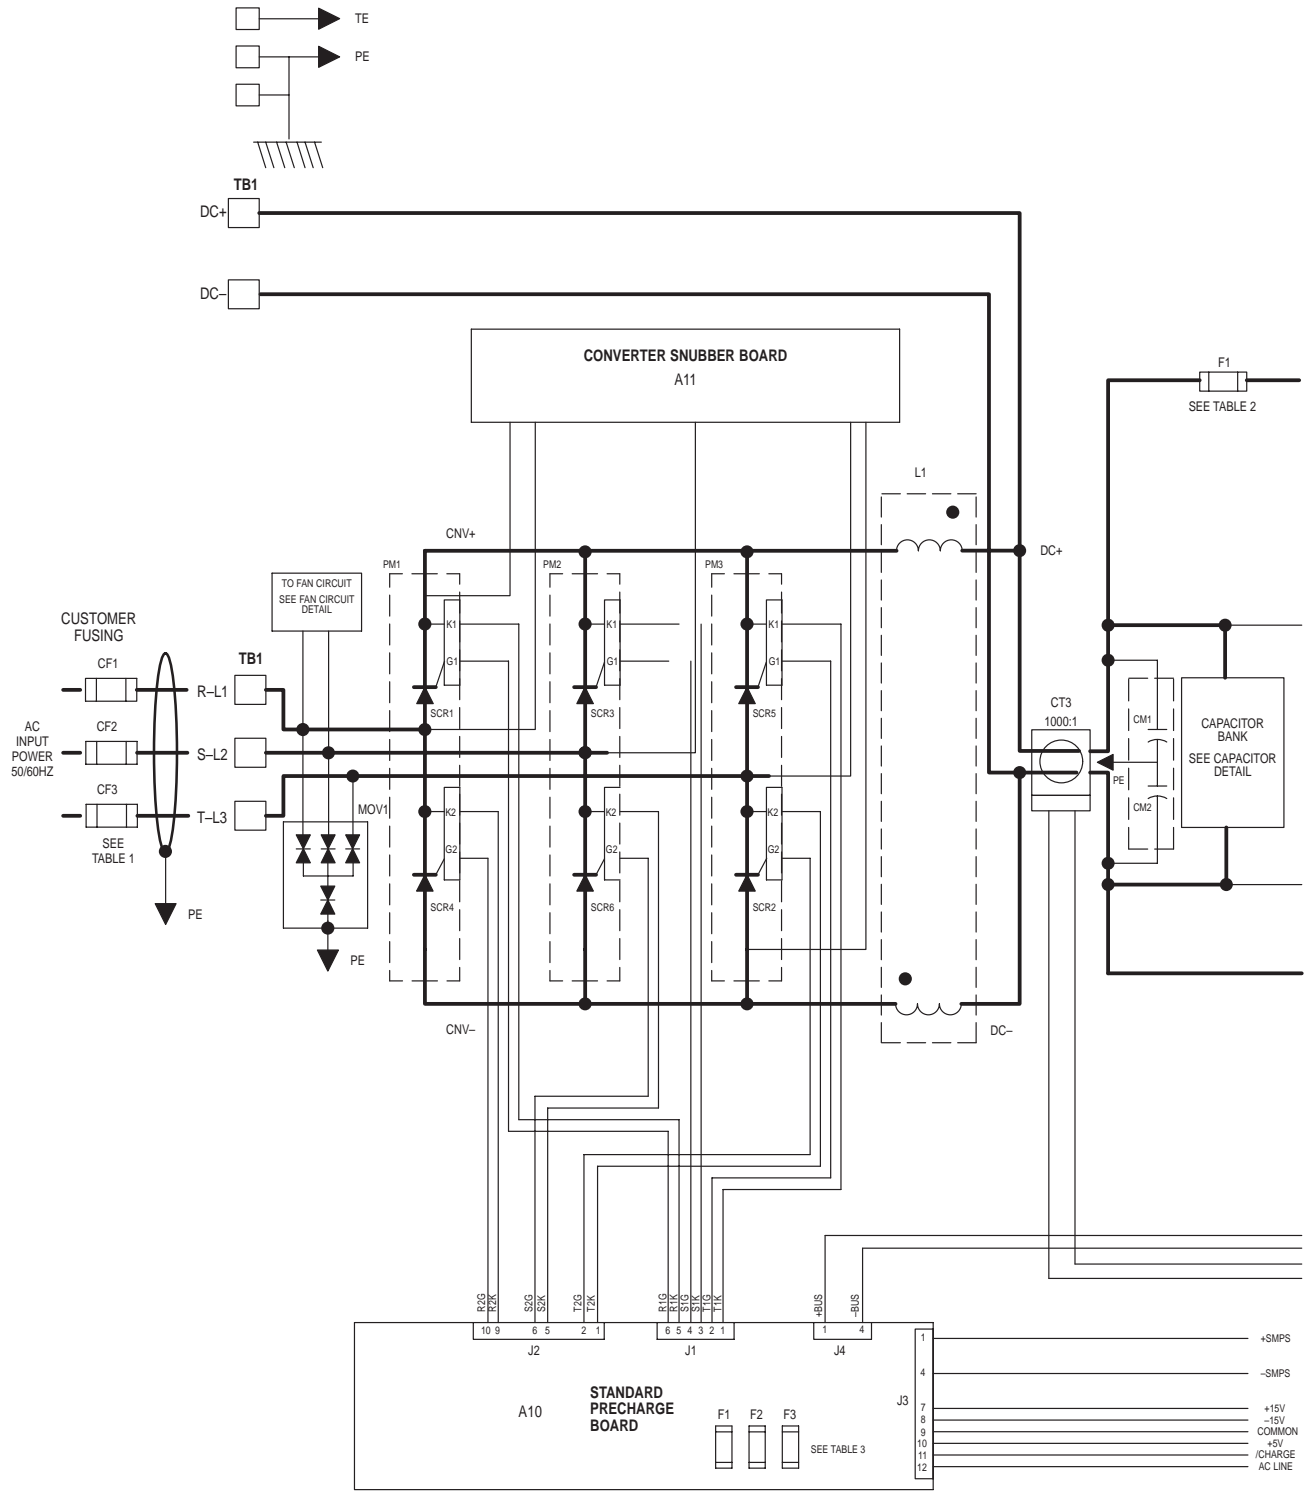 TE
PE
TB1
DC+
DC–
CONVERTER SNUBBER BOARD
A11
F1
SEE TABLE 2
L1
CNV+
DC+
PM1
PM2
PM3
TO FAN CIRCUIT
SEE FAN CIRCUIT
DETAIL
CUSTOMER
FUSING
K1
K1
K1
TB1
CF1
G1
G1
G1
R–L1
CT3
1000:1
SCR1
SCR3
SCR5
CM1
CAPACITOR
BANK
SEE CAPACITOR
DETAIL
AC
INPUT
POWER
50/60HZ
CF2
S–L2
PE
CF3
MOV1
K2
K2
K2
CM2
T–L3
SEE
TABLE 1
G2
G2
G2
SCR4
SCR6
SCR2
PE
PE
CNV–
DC–
R2G
R2K
S2G
S2K
T2G
T2K
R1G
R1K
S1G
S1K
T1G
T1K
+BUS
–BUS
10 9
6 5
2 1
6 5 4 3 2 1
1 4
J2
J1
J4
1
+SMPS
4
–SMPS
J3
7
+15V
8
–15V
9
COMMON
10
+5V
11
/CHARGE
12
AC LINE
A10
STANDARD
PRECHARGE
BOARD
F1
F2
F3
SEE TABLE 3